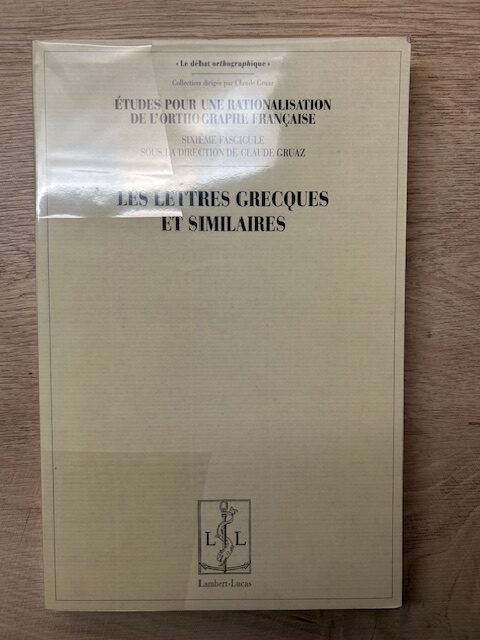 « Le débat orthographique »
Collection dirigée par Claude Gruaz
ÉTUDES POUR UNE RATIONALISATION
DE L'ORTHOGRAPHE FRANÇAISE
SIXIÈME FASCICULE
SOUS LA DIRECTION DE CLAUDE GRUAZ
LES LETTRES GRECQUES
ET SIMILAIRES
L L
Lambert-Lucas